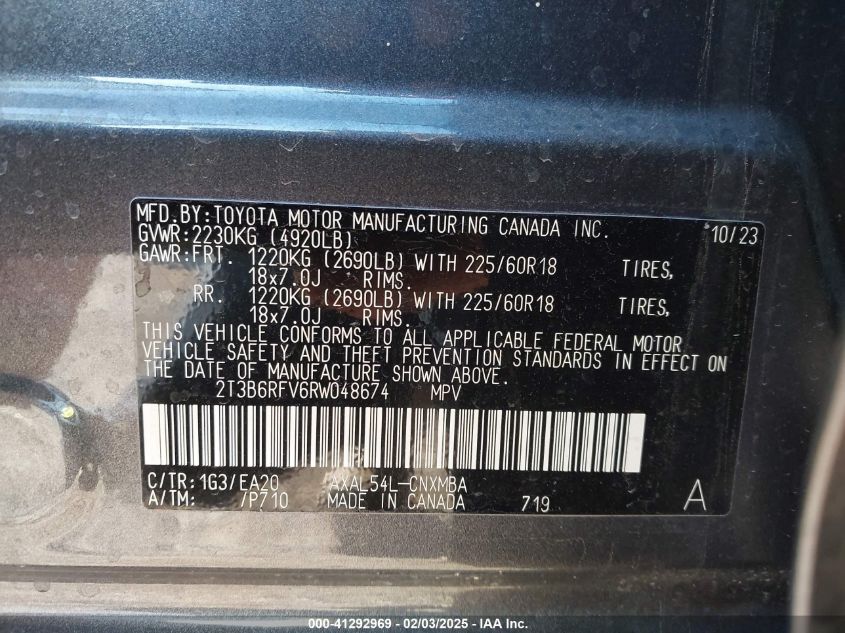 MFD.BY:TOYOTA MOTOR MANUFACTURING CANADA INC. 10/23
GVWR:2230KG (4920LB)
GAWR:FRT. 1220KG (2690LB) WITH 225/60R18 TIRES,
18x7.0J RIMS.
RR. 1220KG (2690LB) WITH 225/60R18 TIRES,
18x7.0J RIMS.
THIS VEHICLE CONFORMS TO ALL APPLICABLE FEDERAL MOTOR
VEHICLE SAFETY AND THEFT PREVENTION STANDARDS IN EFFECT ON
THE DATE OF MANUFACTURE SHOWN ABOVE.
2T3B6RFV6RW048674 MPV
C/TR:1G3/EA20 AXAL54L-CNXMBA
A/TM: /P710 MADE IN CANADA 719 A
000-41292969 - 02/03/2025 - IAA Inc.